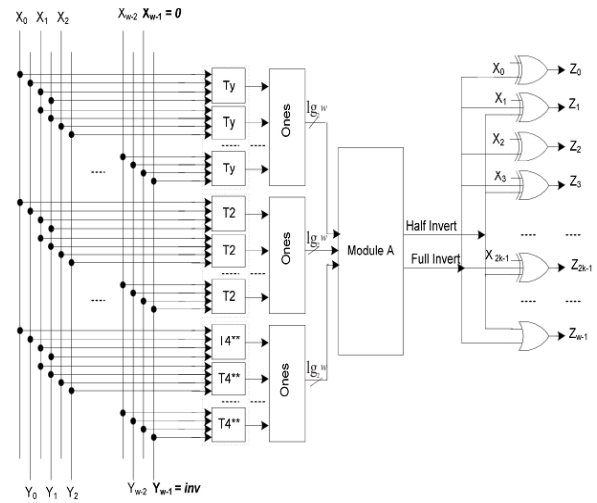 X0 X1 X2 Xw-2 Xw-1 = 0
Ty
Ty
Ty
Ones
lg w
T2
T2
T2
Ones
lg w
I4**
T4**
T4**
Ones
lg w
Module A
Half Invert
Full Invert
X0
Z0
X1
Z1
X2
Z2
X3
Z3
X 2k-1
Z2k-1
Zw-1
Y0 Y1 Y2 Yw-2 Yw-1 = inv